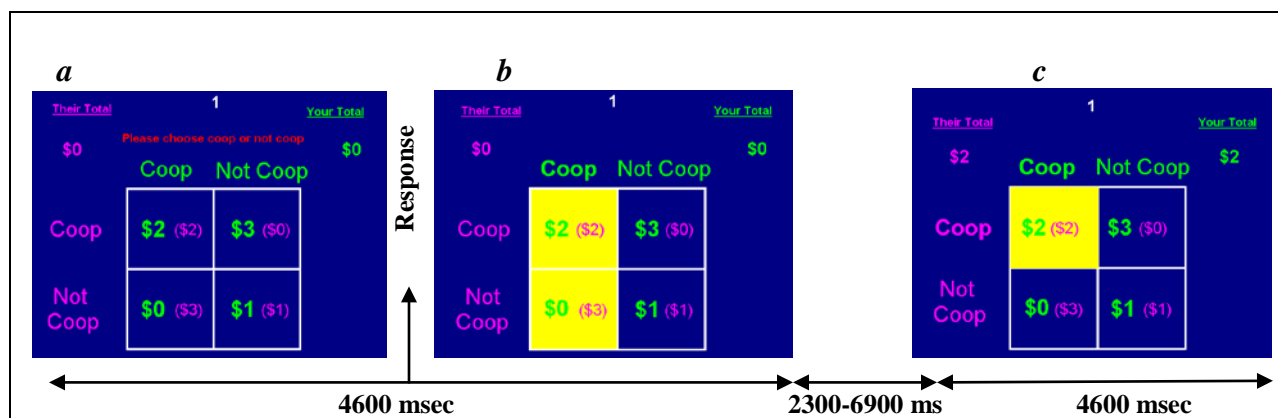 a
1
Their Total
Your Total
Please choose coop or not coop
$0
$0
Coop Not Coop
Coop
$2 ($2) $3 ($0)
Not Coop
$0 ($3) $1 ($1)
Response
b
1
Their Total
Your Total
$0
$0
Coop Not Coop
Coop
$2 ($2) $3 ($0)
Not
Coop
$0 ($3) $1 ($1)
c
1
Their Total
Your Total
$2
$2
Coop Not Coop
Coop
$2 ($2) $3 ($0)
Not
Coop
$0 ($3) $1 ($1)
4600 msec
2300-6900 ms
4600 msec